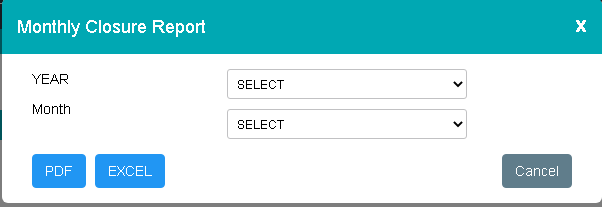 Monthly Closure Report X
YEAR SELECT
Month SELECT
PDF EXCEL Cancel